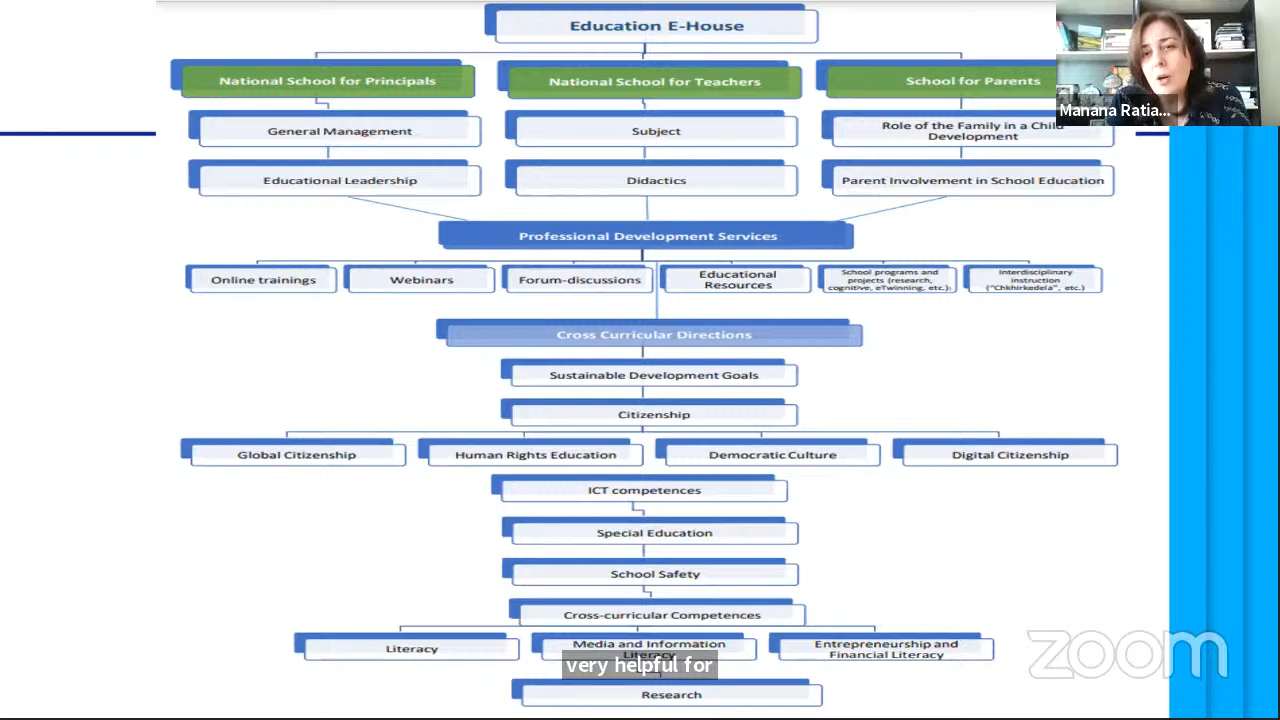 Education E-House
National School for Principals
National School for Teachers
School for Parents
Manana Ratia...
General Management
Subject
Role of the Family in a Child
Development
Educational Leadership
Didactics
Parent Involvement in School Education
Professional Development Services
Online trainings
Webinars
Forum-discussions
Educational
Resources
School programs and
projects (research,
cognitive, eTwinning, etc.);
Interdisciplinary
instruction
("Chkhirkedela", etc.)
Cross Curricular Directions
Sustainable Development Goals
Citizenship
Global Citizenship
Human Rights Education
Democratic Culture
Digital Citizenship
ICT competences
Special Education
School Safety
Cross-curricular Competences
Literacy
Media and Information
Literacy
Entrepreneurship and
Financial Literacy
very helpful for
Research
zoom